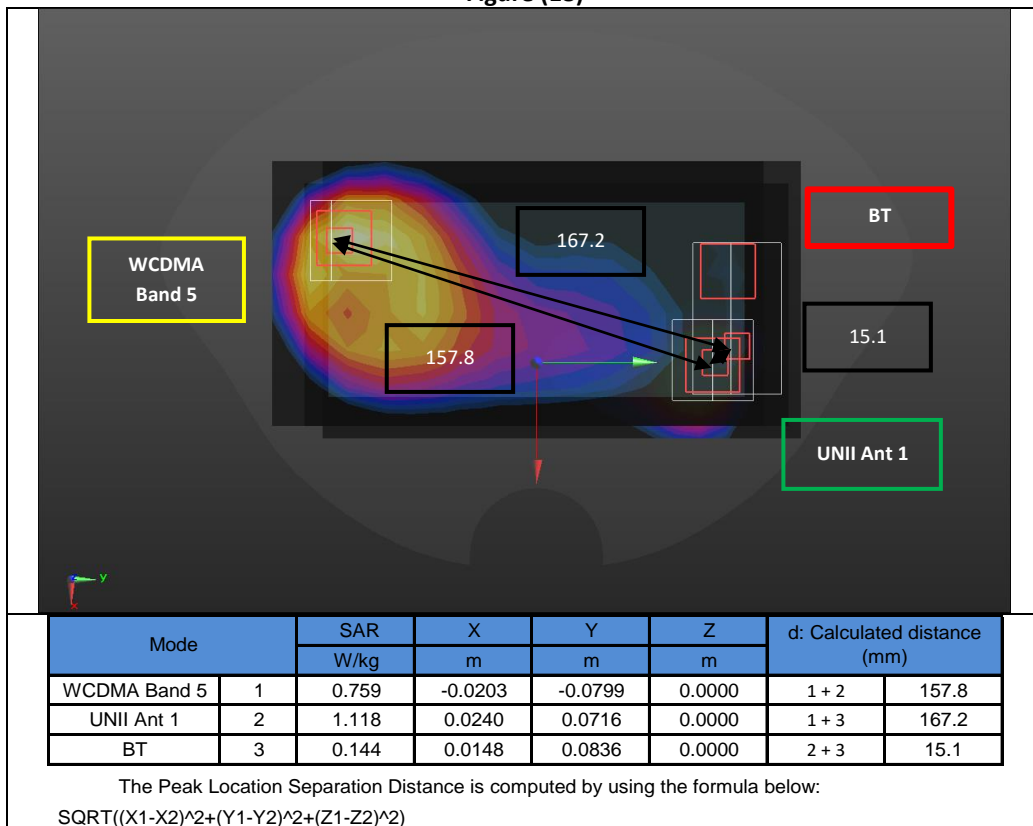 WCDMA
Band 5
167.2
BT
15.1
157.8
UNII Ant 1
Y
X
Mode SAR X Y Z d: Calculated distance
(mm)
W/kg m m m
WCDMA Band 5 1 0.759 -0.0203 -0.0799 0.0000 1 + 2 157.8
UNII Ant 1 2 1.118 0.0240 0.0716 0.0000 1 + 3 167.2
BT 3 0.144 0.0148 0.0836 0.0000 2 + 3 15.1
The Peak Location Separation Distance is computed by using the formula below:
SQRT((X1-X2)^2+(Y1-Y2)^2+(Z1-Z2)^2)